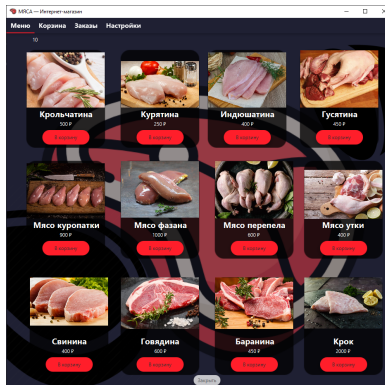 МЯСА — Интернет-магазин
Меню Корзина Заказы Настройки
Крольчатина Курятина Индюшатина Гусятина
500 ₽ 250 ₽ 400 ₽ 450 ₽
В корзину В корзину В корзину В корзину
Мясо куропатки Мясо фазана Мясо перепела Мясо утки
900 ₽ 1000 ₽ 600 ₽ 400 ₽
В корзину В корзину В корзину В корзину
Свинина Говядина Баранина Крок
400 ₽ 600 ₽ 450 ₽ 2000 ₽
В корзину В корзину В корзину В корзину
Закрыть